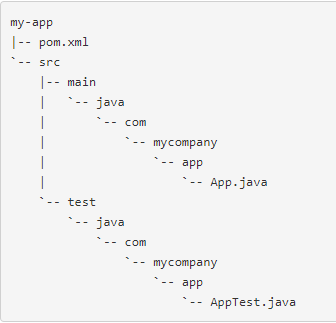 my-app
|-- pom.xml
`-- src
    |-- main
    |   `-- java
    |       `-- com
    |           `-- mycompany
    |               `-- app
    |                   `-- App.java
    `-- test
        `-- java
            `-- com
                `-- mycompany
                    `-- app
                        `-- AppTest.java